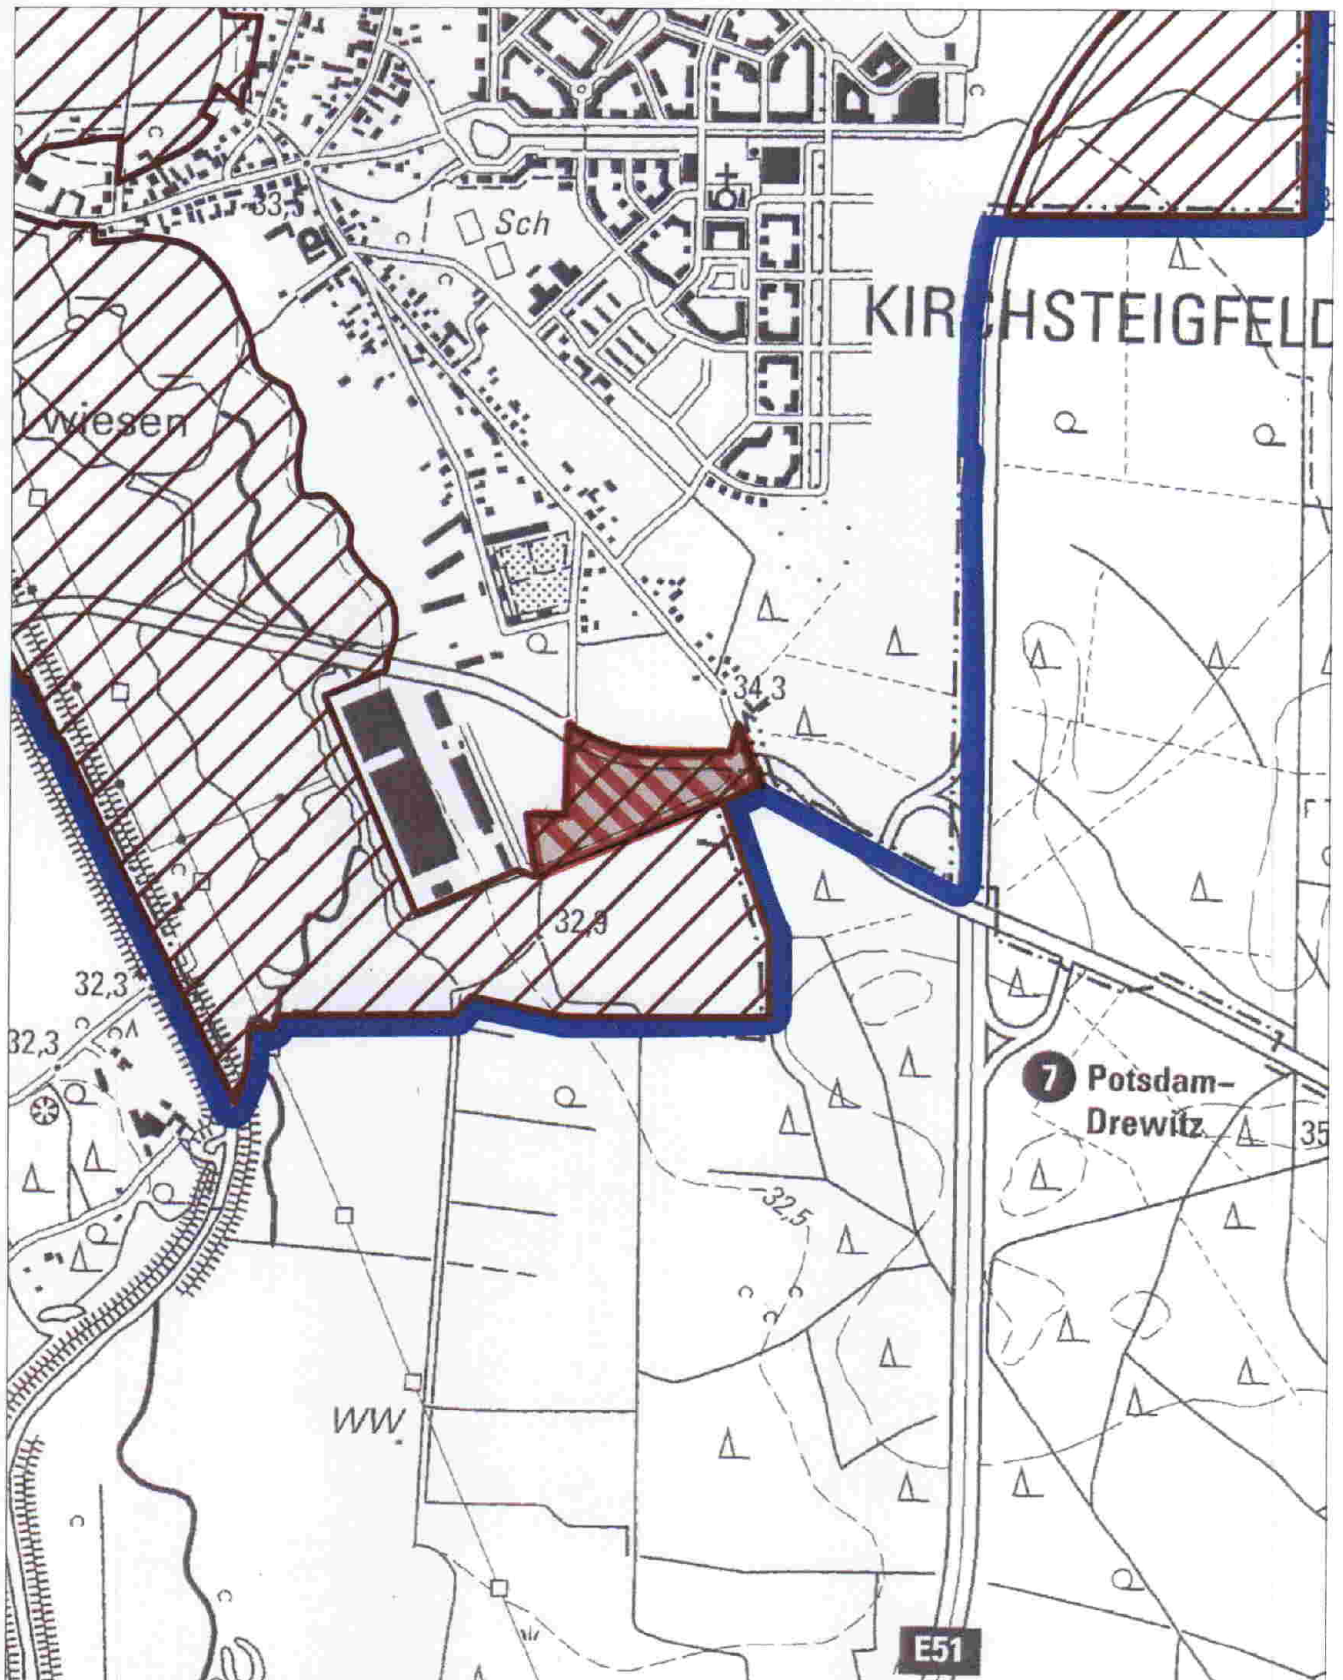 33,5
Sch
KIRCHSTEIGFELD
wiesen
34,3
32,9
32,3
32,3
7 Potsdam–
Drewitz
35
32,5
WW.
E51